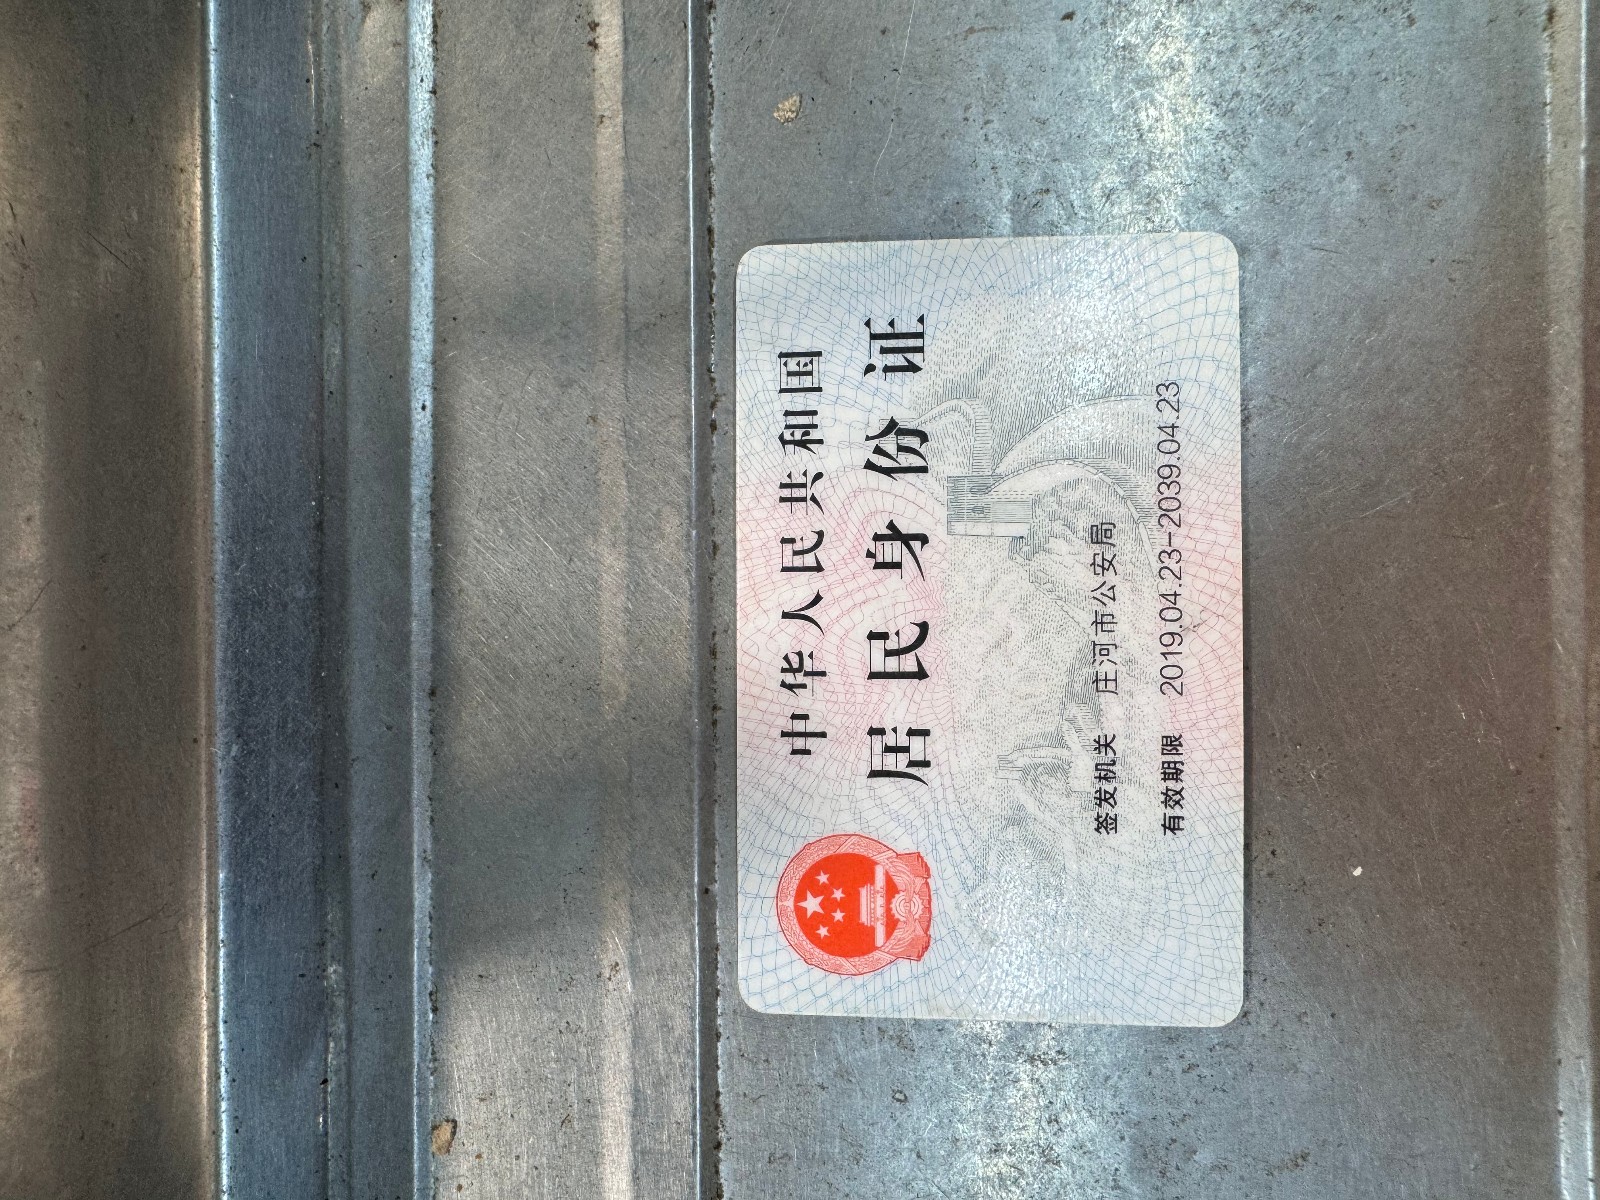 中华人民共和国
居民身份证
签发机关 庄河市公安局
有效期限 2019.04.23-2039.04.23